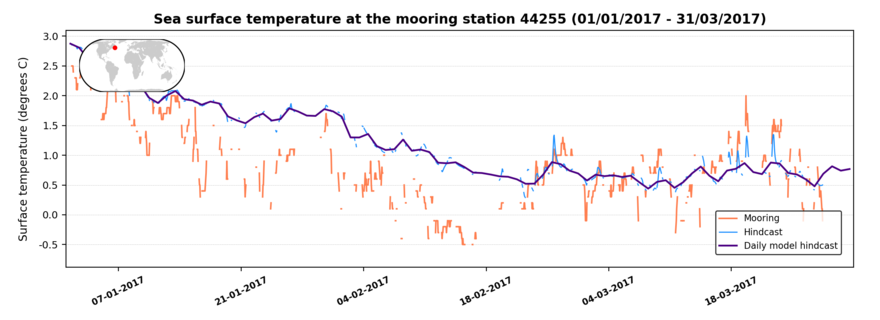 Sea surface temperature at the mooring station 44255 (01/01/2017 - 31/03/2017)
Surface temperature (degrees C)
3.0
2.5
2.0
1.5
1.0
0.5
0.0
-0.5
Mooring
Hindcast
Daily model hindcast
07-01-2017
21-01-2017
04-02-2017
18-02-2017
04-03-2017
18-03-2017